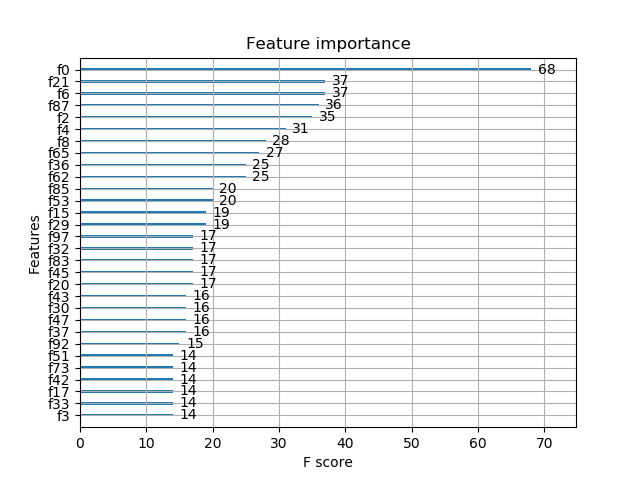 Feature importance
Features
f0 68
f21 37
f6 37
f87 36
f2 35
f4 31
f8 28
f65 27
f36 25
f62 25
f85 20
f53 20
f15 19
f29 19
f97 17
f32 17
f83 17
f45 17
f20 17
f43 16
f30 16
f47 16
f37 16
f92 15
f51 14
f73 14
f42 14
f17 14
f33 14
f3 14
0 10 20 30 40 50 60 70
F score